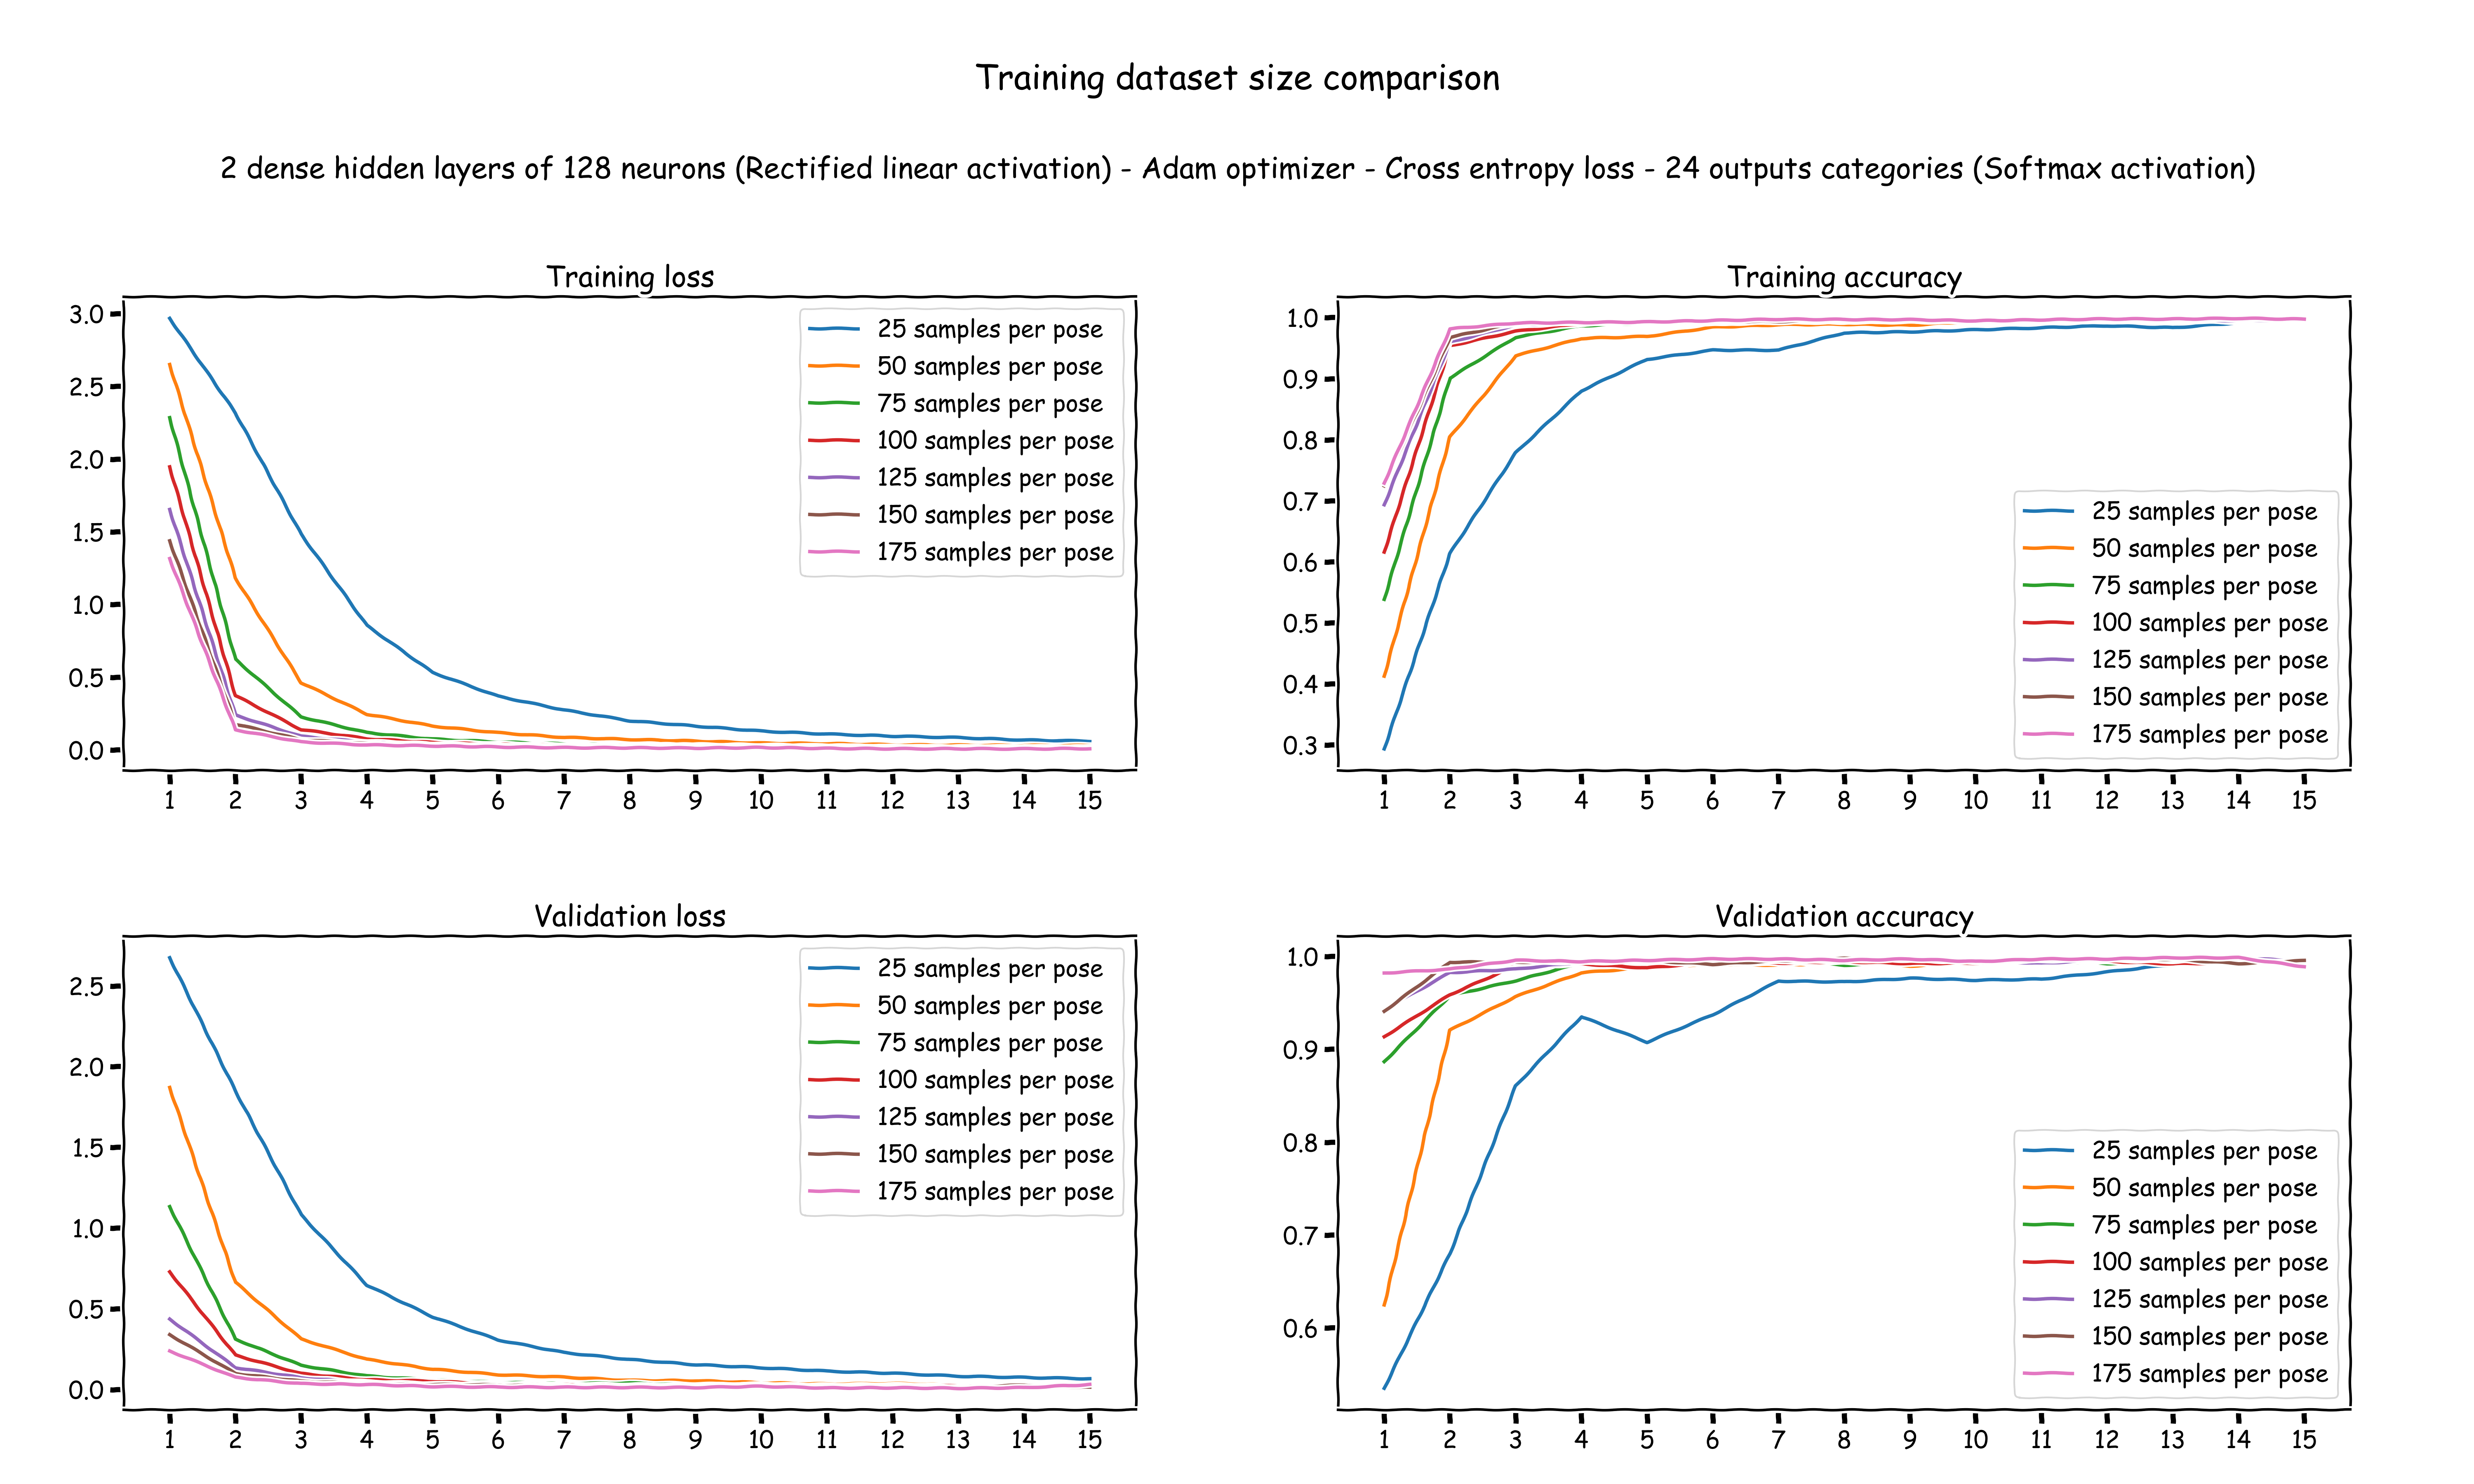 Training dataset size comparison
2 dense hidden layers of 128 neurons (Rectified linear activation) - Adam optimizer - Cross entropy loss - 24 outputs categories (Softmax activation)
Training loss
3.0
2.5
2.0
1.5
1.0
0.5
0.0
25 samples per pose
50 samples per pose
75 samples per pose
100 samples per pose
125 samples per pose
150 samples per pose
175 samples per pose
1 2 3 4 5 6 7 8 9 10 11 12 13 14 15
Training accuracy
1.0
0.9
0.8
0.7
0.6
0.5
0.4
0.3
25 samples per pose
50 samples per pose
75 samples per pose
100 samples per pose
125 samples per pose
150 samples per pose
175 samples per pose
1 2 3 4 5 6 7 8 9 10 11 12 13 14 15
Validation loss
2.5
2.0
1.5
1.0
0.5
0.0
25 samples per pose
50 samples per pose
75 samples per pose
100 samples per pose
125 samples per pose
150 samples per pose
175 samples per pose
1 2 3 4 5 6 7 8 9 10 11 12 13 14 15
Validation accuracy
1.0
0.9
0.8
0.7
0.6
25 samples per pose
50 samples per pose
75 samples per pose
100 samples per pose
125 samples per pose
150 samples per pose
175 samples per pose
1 2 3 4 5 6 7 8 9 10 11 12 13 14 15